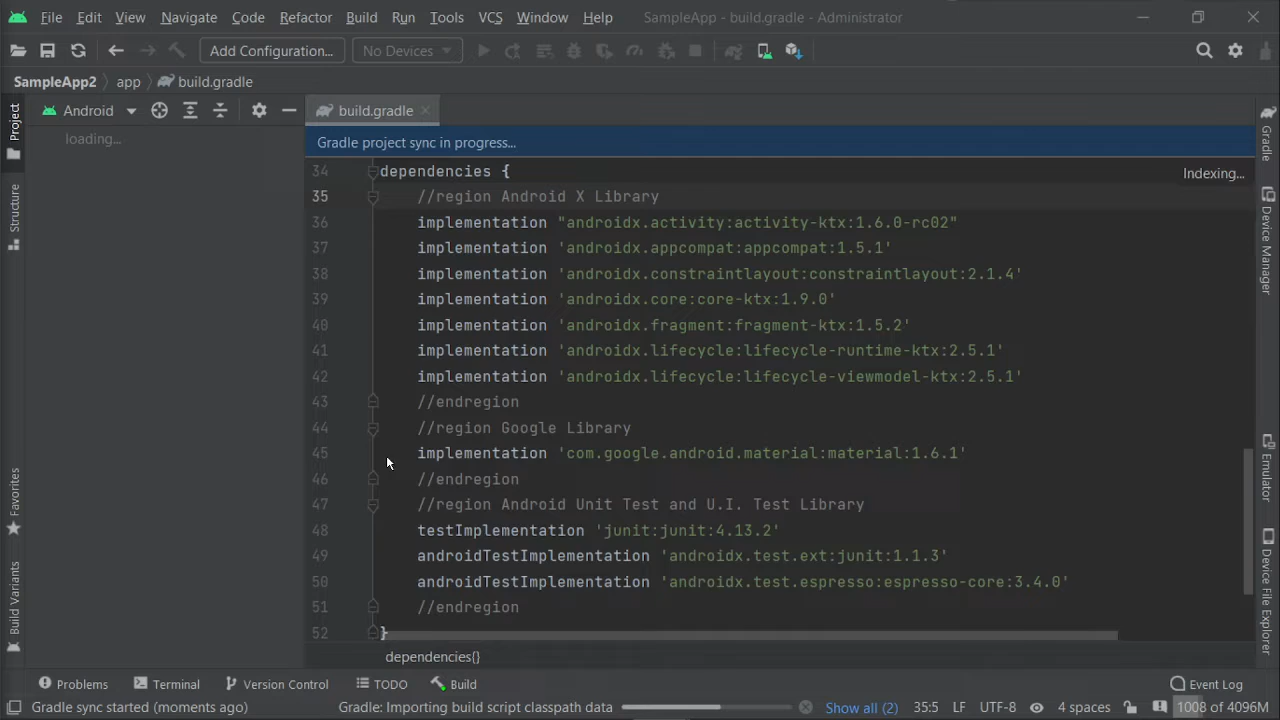 File Edit View Navigate Code Refactor Build Run Tools VCS Window Help SampleApp - build.gradle - Administrator
Add Configuration... No Devices
SampleApp2 app build.gradle
Project
Structure
Favorites
Build Variants
Android
loading...
build.gradle
Gradle project sync in progress...
Indexing...
34 dependencies {
35 //region Android X Library
36 implementation "androidx.activity:activity-ktx:1.6.0-rc02"
37 implementation 'androidx.appcompat:appcompat:1.5.1'
38 implementation 'androidx.constraintlayout:constraintlayout:2.1.4'
39 implementation 'androidx.core:core-ktx:1.9.0'
40 implementation 'androidx.fragment:fragment-ktx:1.5.2'
41 implementation 'androidx.lifecycle:lifecycle-runtime-ktx:2.5.1'
42 implementation 'androidx.lifecycle:lifecycle-viewmodel-ktx:2.5.1'
43 //endregion
44 //region Google Library
45 implementation 'com.google.android.material:material:1.6.1'
46 //endregion
47 //region Android Unit Test and U.I. Test Library
48 testImplementation 'junit:junit:4.13.2'
49 androidTestImplementation 'androidx.test.ext:junit:1.1.3'
50 androidTestImplementation 'androidx.test.espresso:espresso-core:3.4.0'
51 //endregion
52 }
dependencies{}
Gradle
Device Manager
Emulator
Device File Explorer
Problems Terminal Version Control TODO Build Event Log
Gradle sync started (moments ago) Gradle: Importing build script classpath data Show all (2) 35:5 LF UTF-8 4 spaces 1008 of 4096M